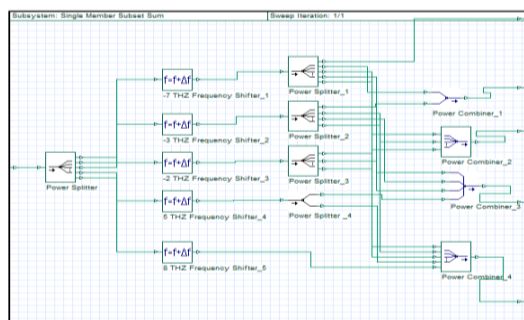 Subsystem: Single Member Subset Sum
Sweep Iteration: 1/1
f=f+Δf
-7 THZ Frequency Shifter_1
Power Splitter_1
Power Combiner_1
f=f+Δf
-3 THZ Frequency Shifter_2
Power Splitter_2
Power Combiner_2
f=f+Δf
-2 THZ Frequency Shifter_3
Power Splitter_3
Power Splitter
f=f+Δf
5 THZ Frequency Shifter_4
Power Splitter _4
Power Combiner_3
f=f+Δf
8 THZ Frequency Shifter_5
Power Combiner_4